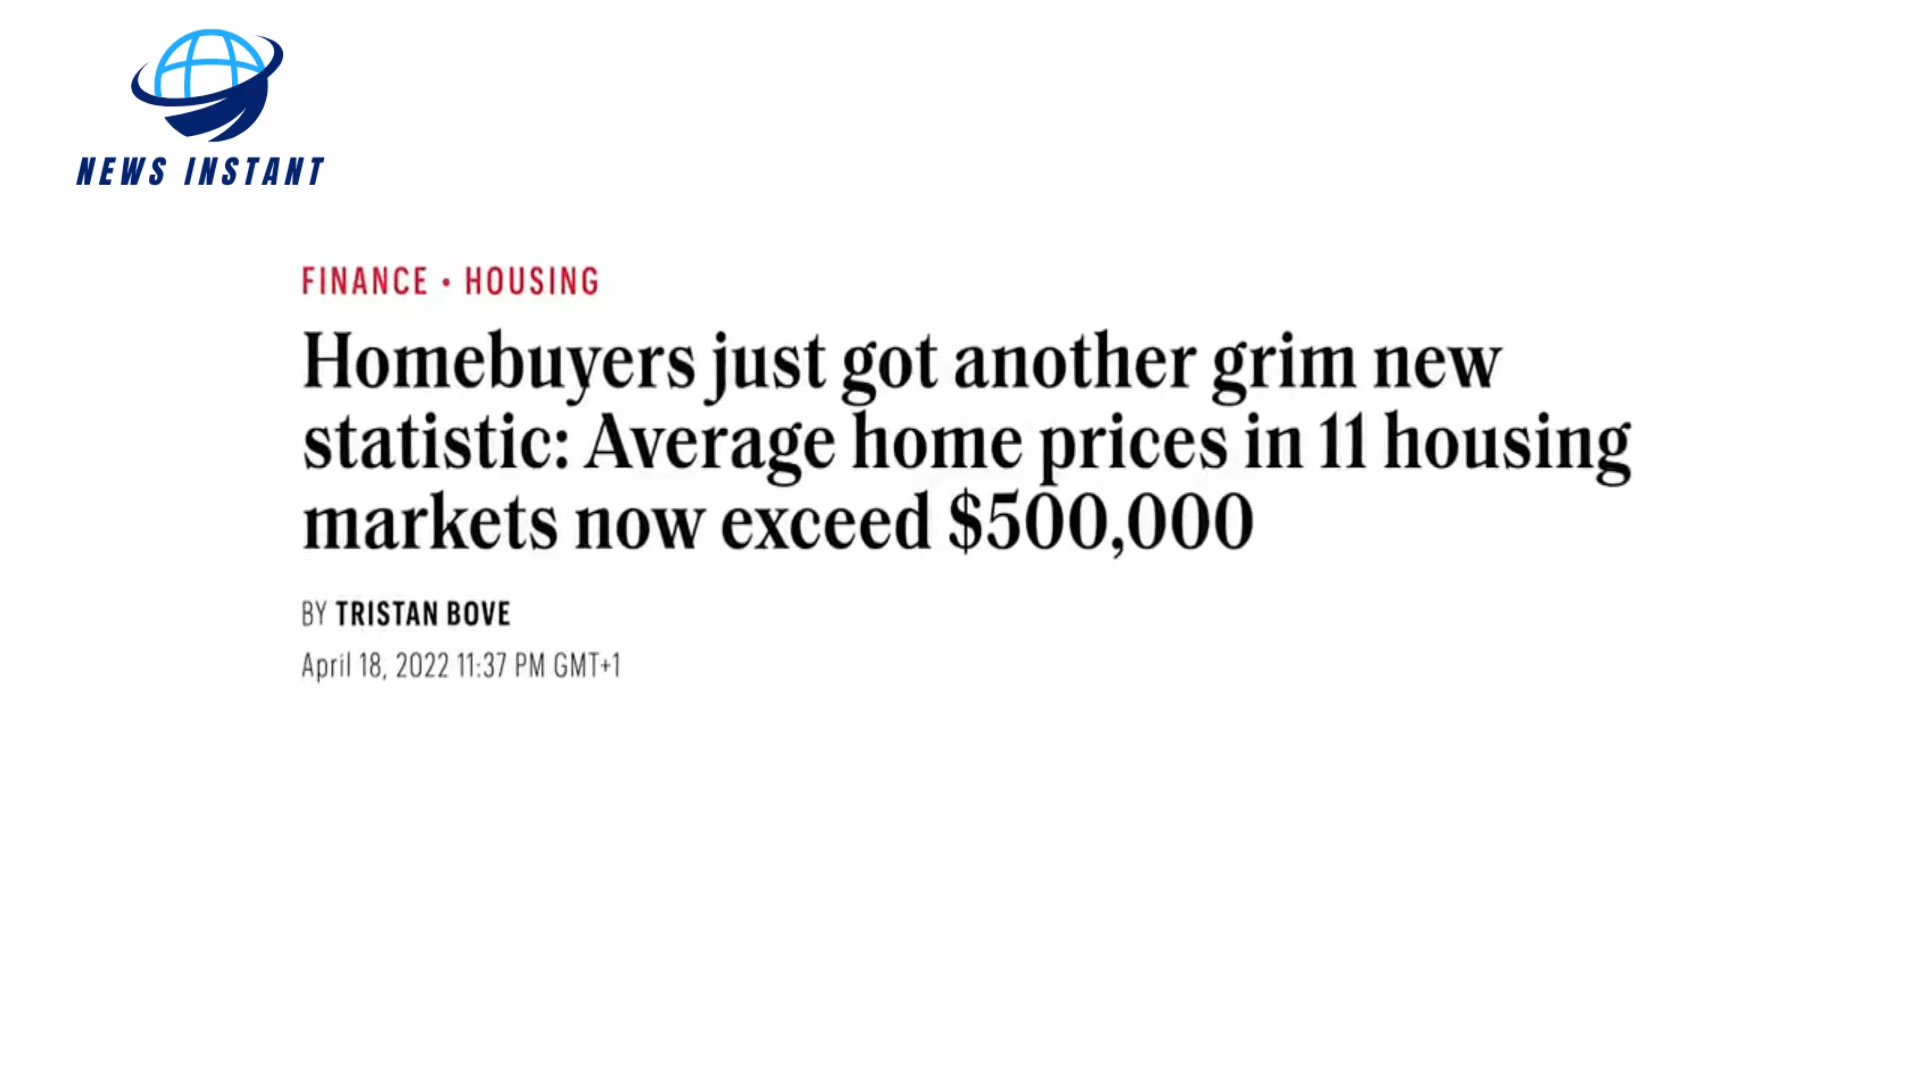 NEWS INSTANT
FINANCE • HOUSING
Homebuyers just got another grim new
statistic: Average home prices in 11 housing
markets now exceed $500,000
BY TRISTAN BOVE
April 18, 2022 11:37 PM GMT+1